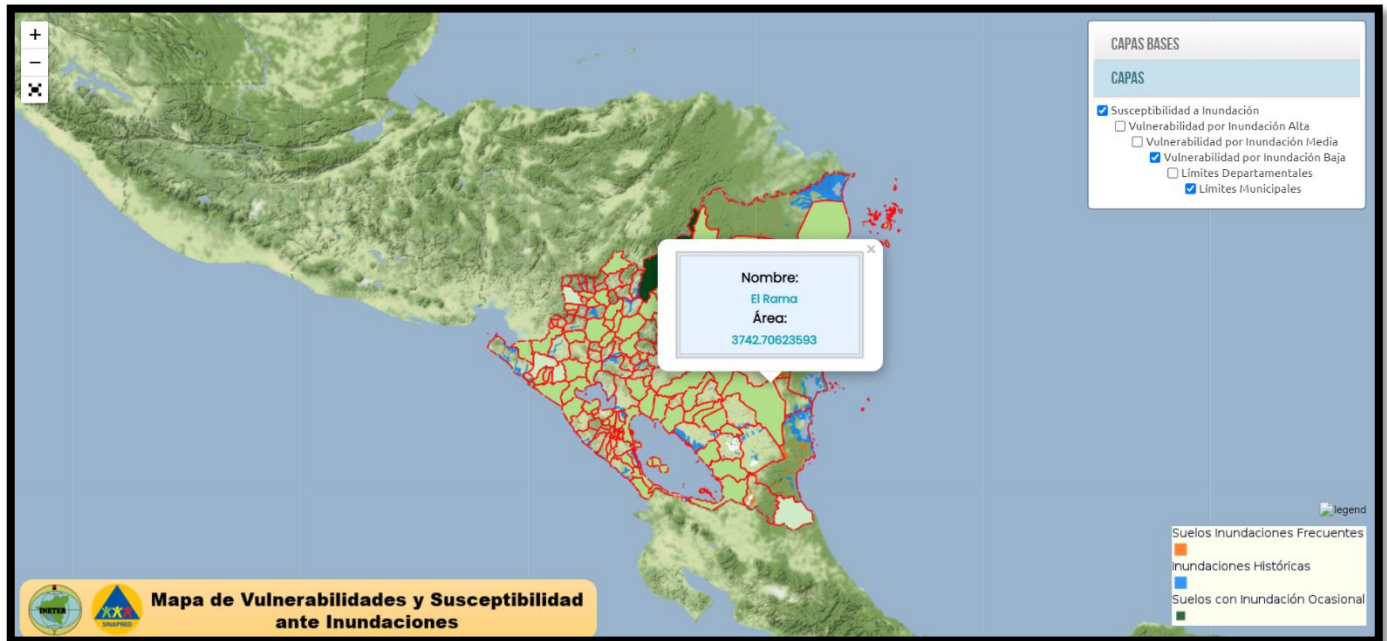 +
−
CAPAS BASES
CAPAS
Susceptibilidad a Inundación
Vulnerabilidad por Inundación Alta
Vulnerabilidad por Inundación Media
Vulnerabilidad por Inundación Baja
Límites Departamentales
Límites Municipales
×
Nombre:
El Rama
Área:
3742.70623593
legend
Suelos Inundaciones Frecuentes
Inundaciones Históricas
Suelos con Inundación Ocasional
INETER
SINAPRED
Mapa de Vulnerabilidades y Susceptibilidad
ante Inundaciones